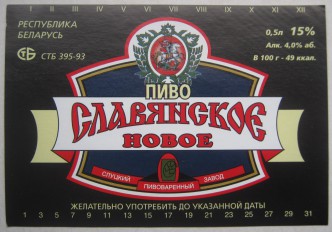 I II III IV V VI VII VIII IX X XI XII
РЕСПУБЛИКА
БЕЛАРУСЬ
СТБ СТБ 395-93
0,5л 15%
Алк. 4,0% об.
В 100 г - 49 ккал.
ПИВО
СЛАВЯНСКОЕ
НОВОЕ
СЛУЦКИЙ ПИВОВАРЕННЫЙ ЗАВОД
ЖЕЛАТЕЛЬНО УПОТРЕБИТЬ ДО УКАЗАННОЙ ДАТЫ
1 3 5 7 9 11 13 15 17 19 21 23 25 27 29 31